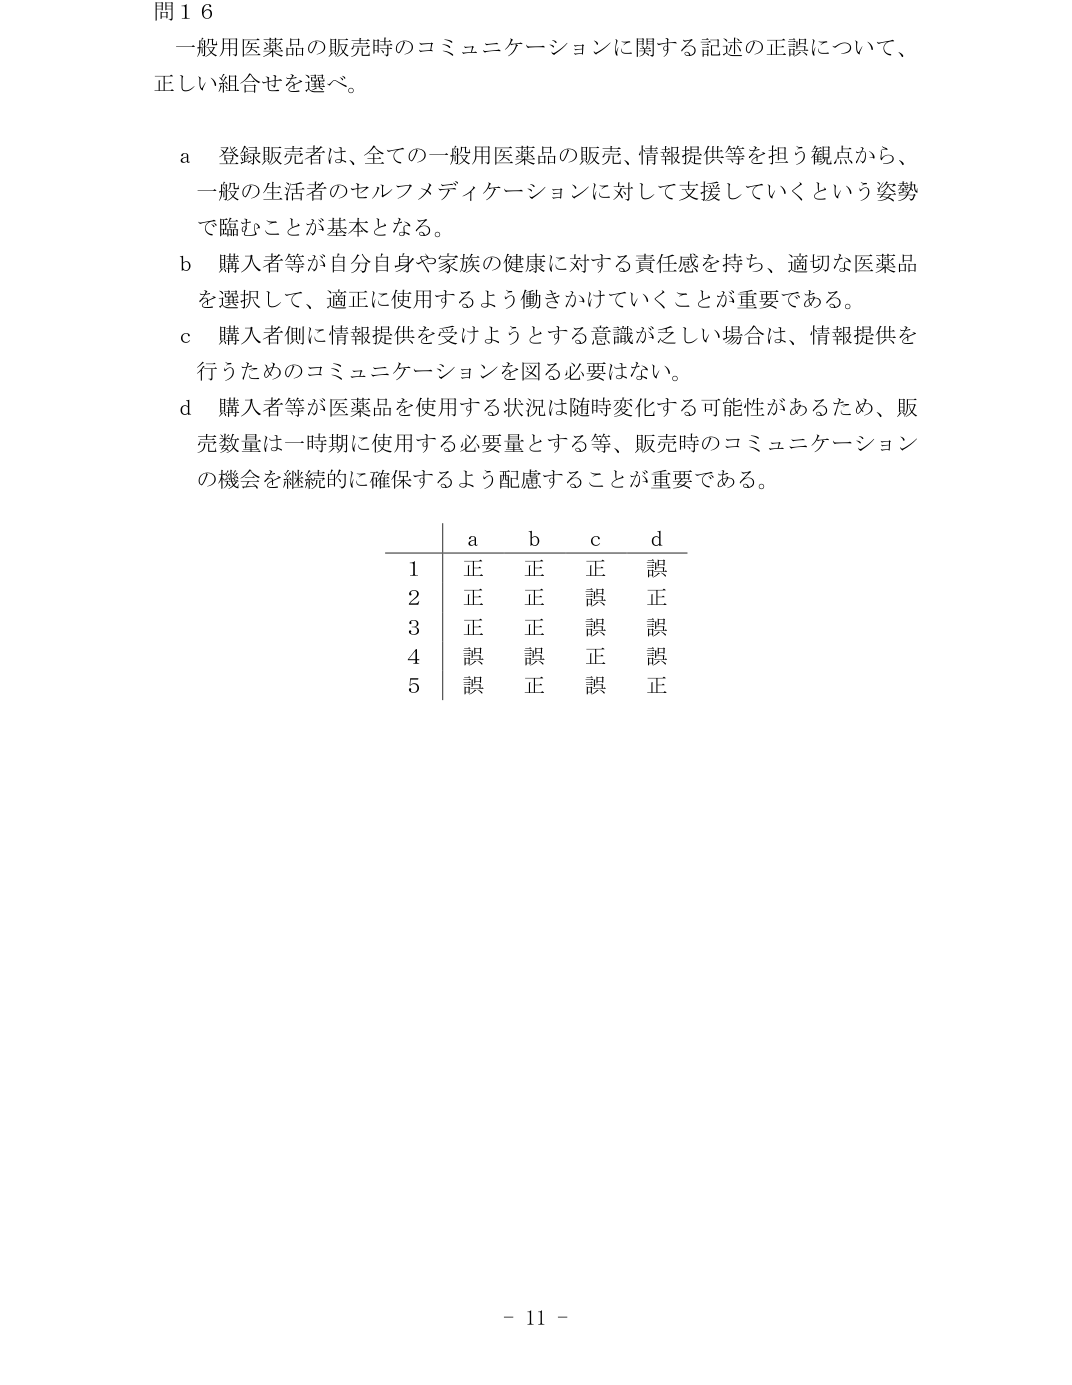 問１６
一般用医薬品の販売時のコミュニケーションに関する記述の正誤について、
正しい組合せを選べ。
a　登録販売者は、全ての一般用医薬品の販売、情報提供等を担う観点から、
一般の生活者のセルフメディケーションに対して支援していくという姿勢
で臨むことが基本となる。
b　購入者等が自分自身や家族の健康に対する責任感を持ち、適切な医薬品
を選択して、適正に使用するよう働きかけていくことが重要である。
c　購入者側に情報提供を受けようとする意識が乏しい場合は、情報提供を
行うためのコミュニケーションを図る必要はない。
d　購入者等が医薬品を使用する状況は随時変化する可能性があるため、販
売数量は一時期に使用する必要量とする等、販売時のコミュニケーション
の機会を継続的に確保するよう配慮することが重要である。
a b c d
1 正 正 正 誤
2 正 正 誤 正
3 正 正 誤 誤
4 誤 誤 正 誤
5 誤 正 誤 正
- 11 -